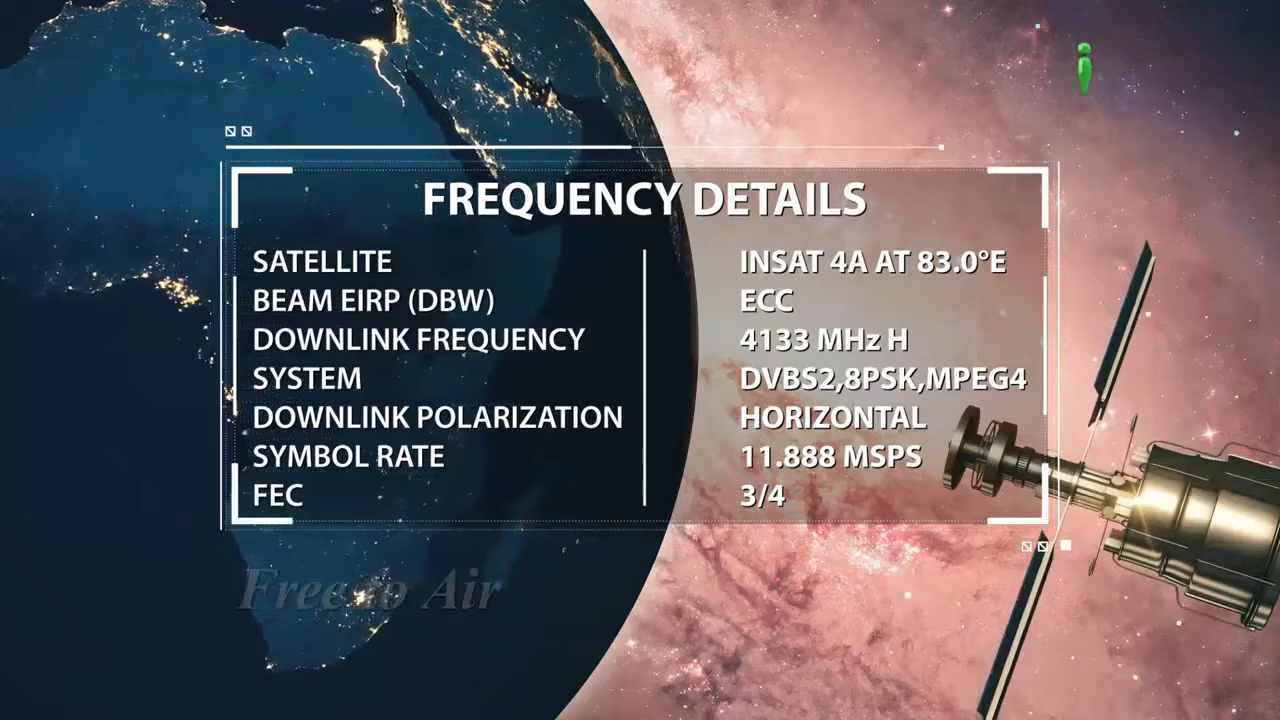 FREQUENCY DETAILS
SATELLITE INSAT 4A AT 83.0°E
BEAM EIRP (DBW) ECC
DOWNLINK FREQUENCY 4133 MHz H
SYSTEM DVBS2,8PSK,MPEG4
DOWNLINK POLARIZATION HORIZONTAL
SYMBOL RATE 11.888 MSPS
FEC 3/4
Free to Air